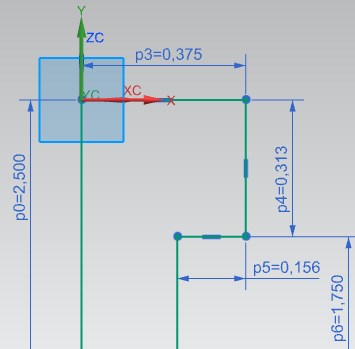 Y
ZC
p3=0,375
YC
XC
X
p0=2,500
p4=0,313
p5=0,156
p6=1,750